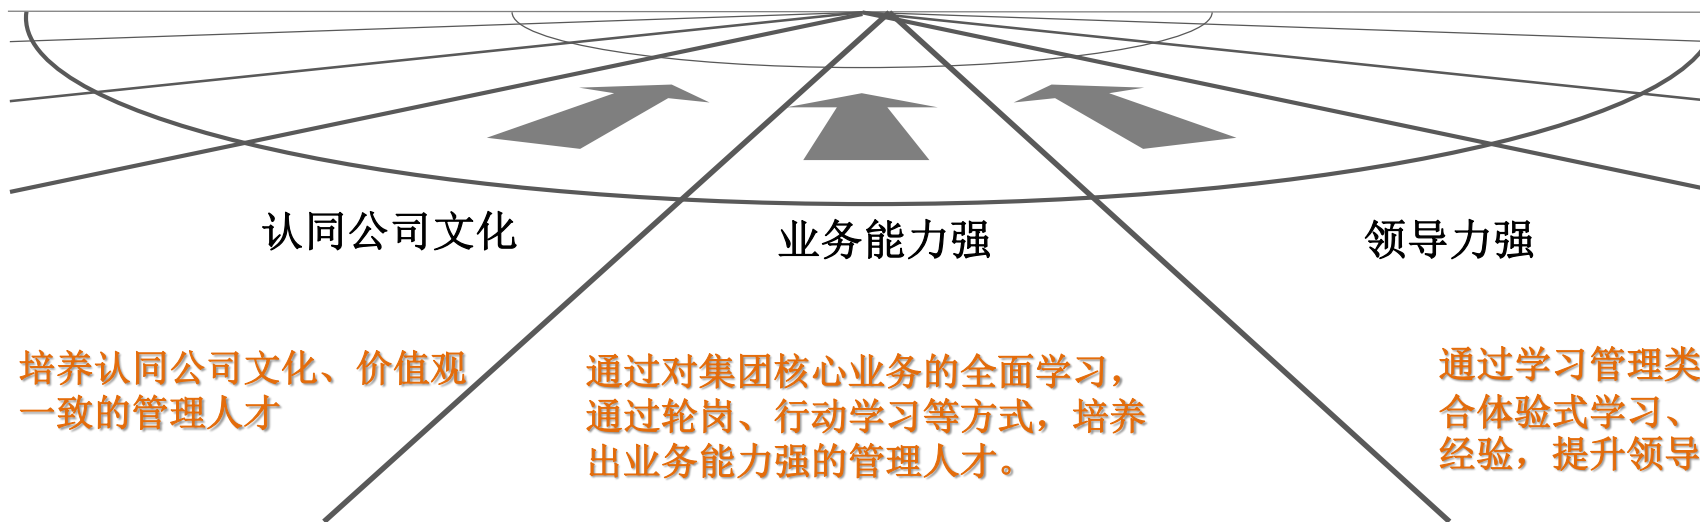 认同公司文化
业务能力强
领导力强
培养认同公司文化、价值观
一致的管理人才
通过对集团核心业务的全面学习，
通过轮岗、行动学习等方式，培养
出业务能力强的管理人才。
通过学习管理类
合体验式学习、
经验，提升领导